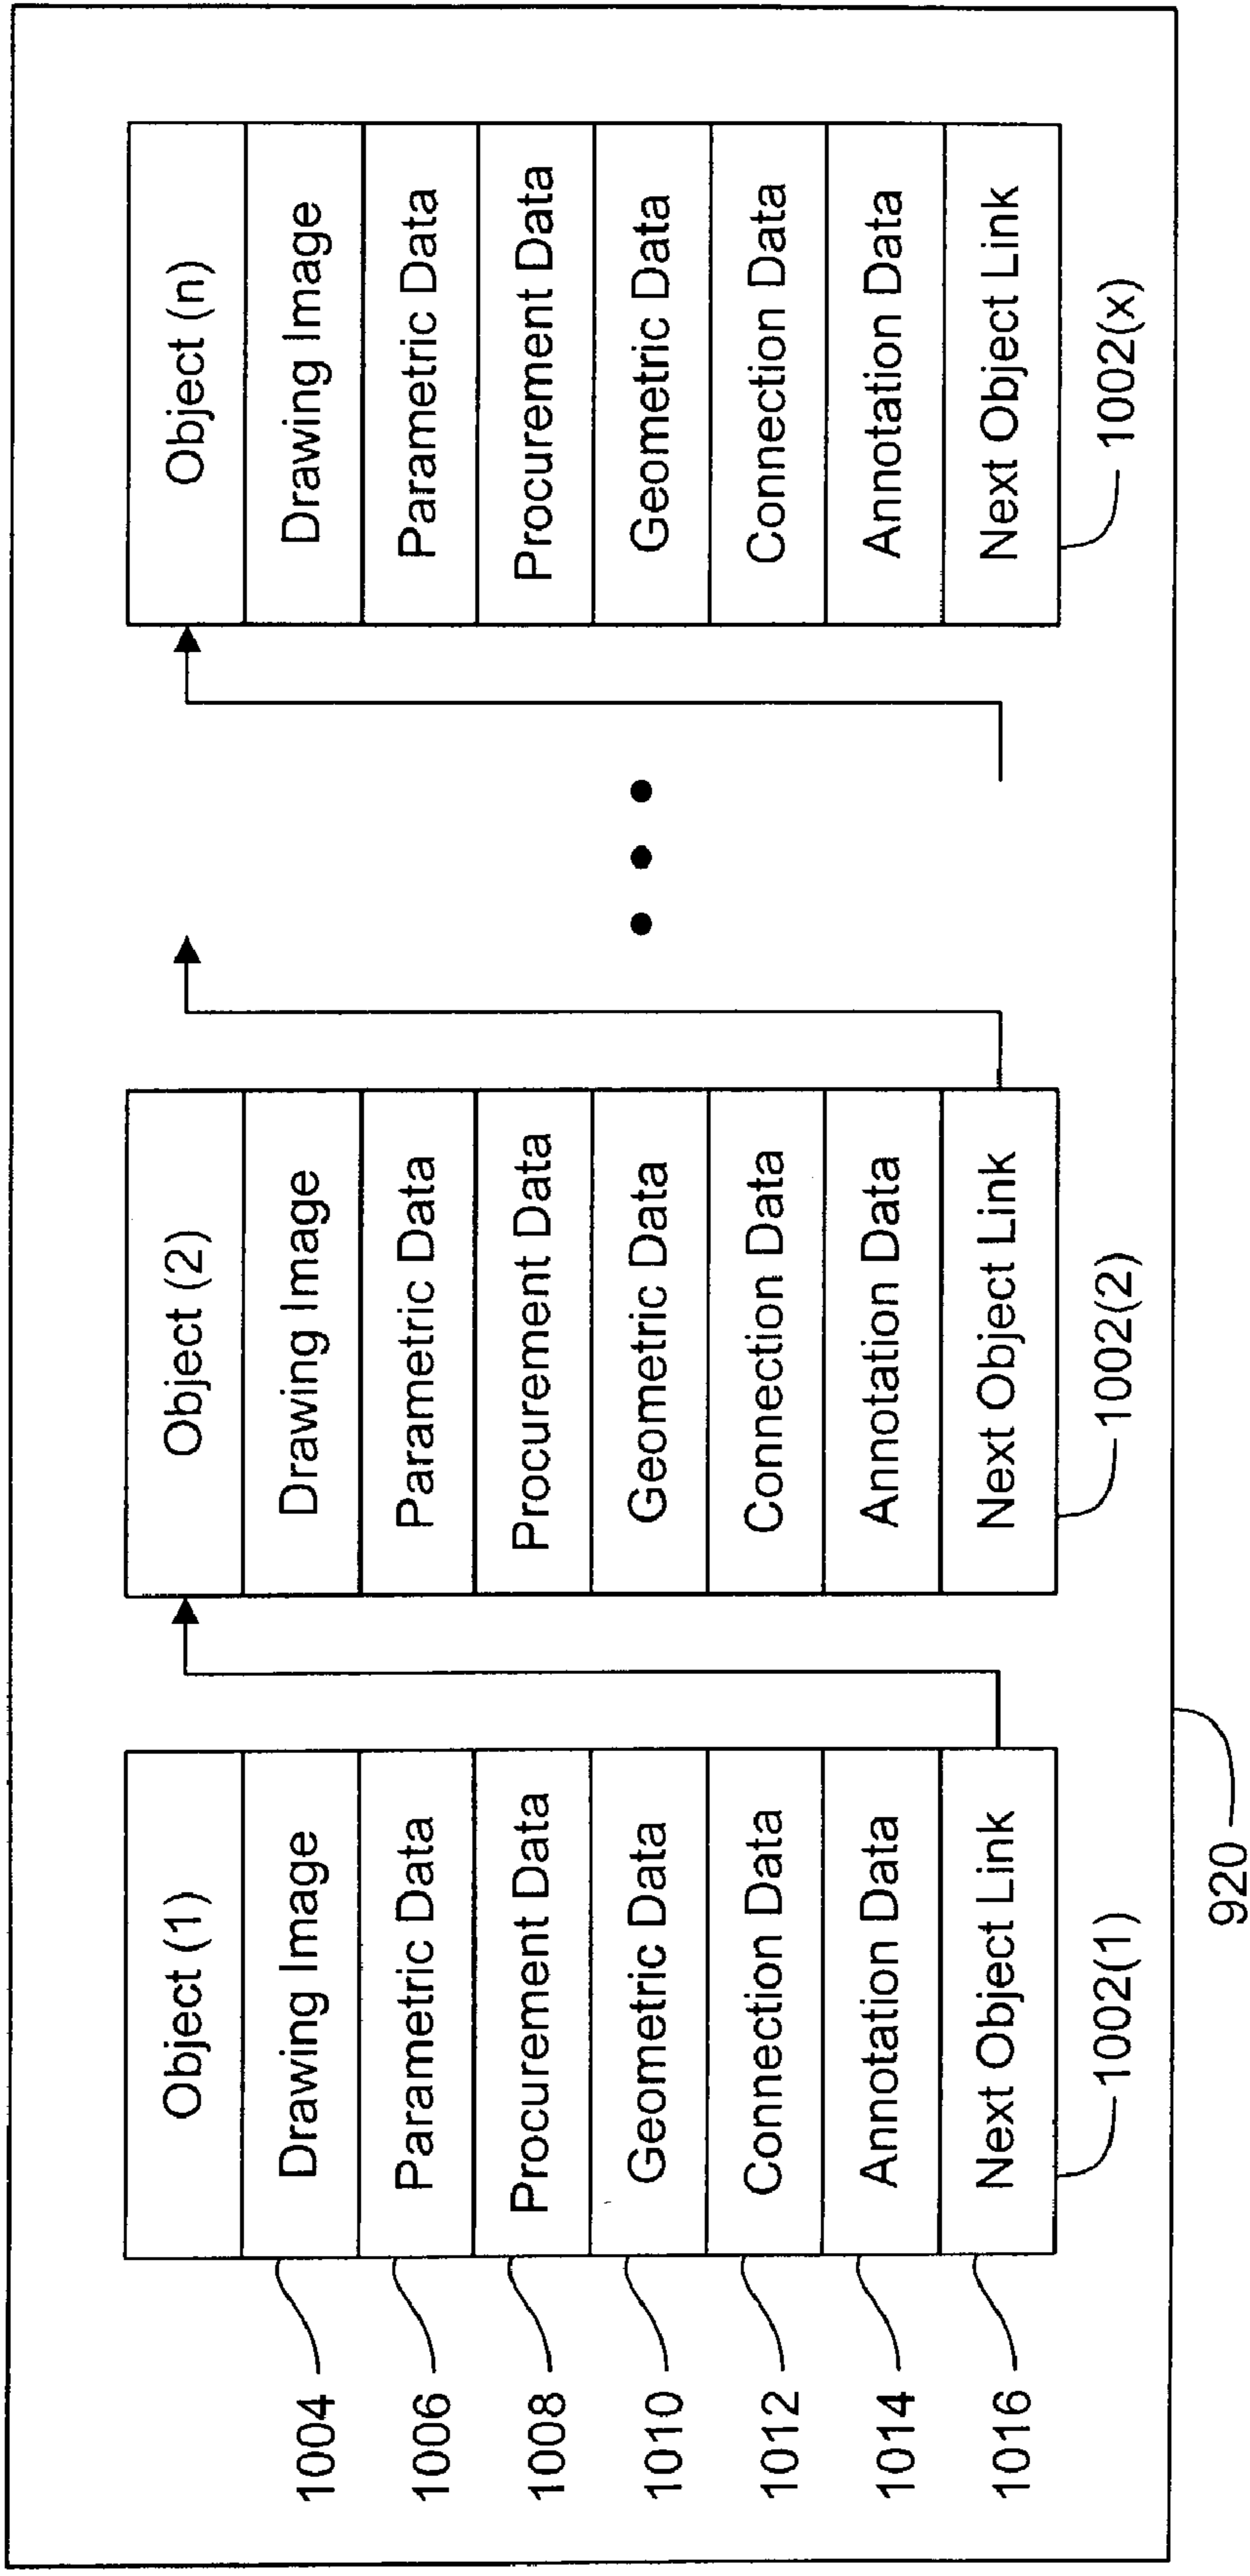 Object (1)
Drawing Image
Parametric Data
Procurement Data
Geometric Data
Connection Data
Annotation Data
Next Object Link
1004
1006
1008
1010
1012
1014
1016
1002(1)
Object (2)
Drawing Image
Parametric Data
Procurement Data
Geometric Data
Connection Data
Annotation Data
Next Object Link
1002(2)
Object (n)
Drawing Image
Parametric Data
Procurement Data
Geometric Data
Connection Data
Annotation Data
Next Object Link
1002(x)
920